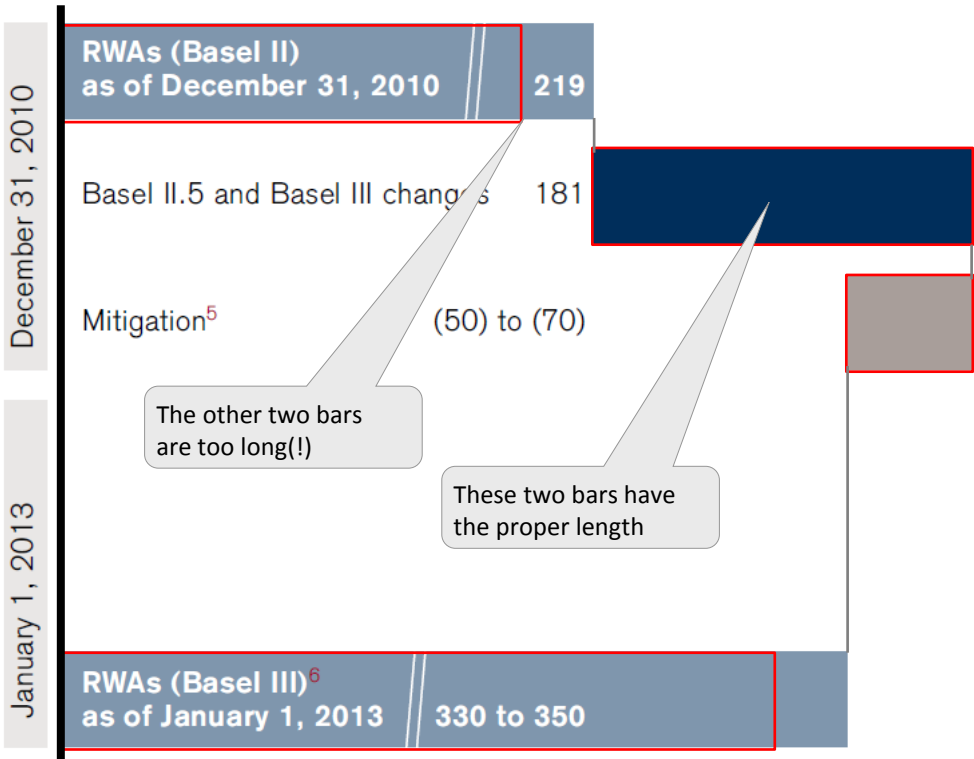 December 31, 2010
RWAs (Basel II)
as of December 31, 2010 219
Basel II.5 and Basel III changes 181
Mitigation5 (50) to (70)
The other two bars
are too long(!)
These two bars have
the proper length
January 1, 2013
RWAs (Basel III)6
as of January 1, 2013 330 to 350